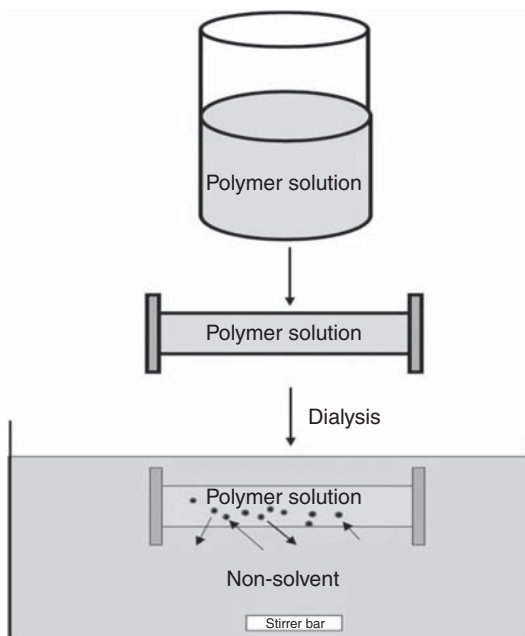 Polymer solution
Polymer solution
Dialysis
Polymer solution
Non-solvent
Stirrer bar